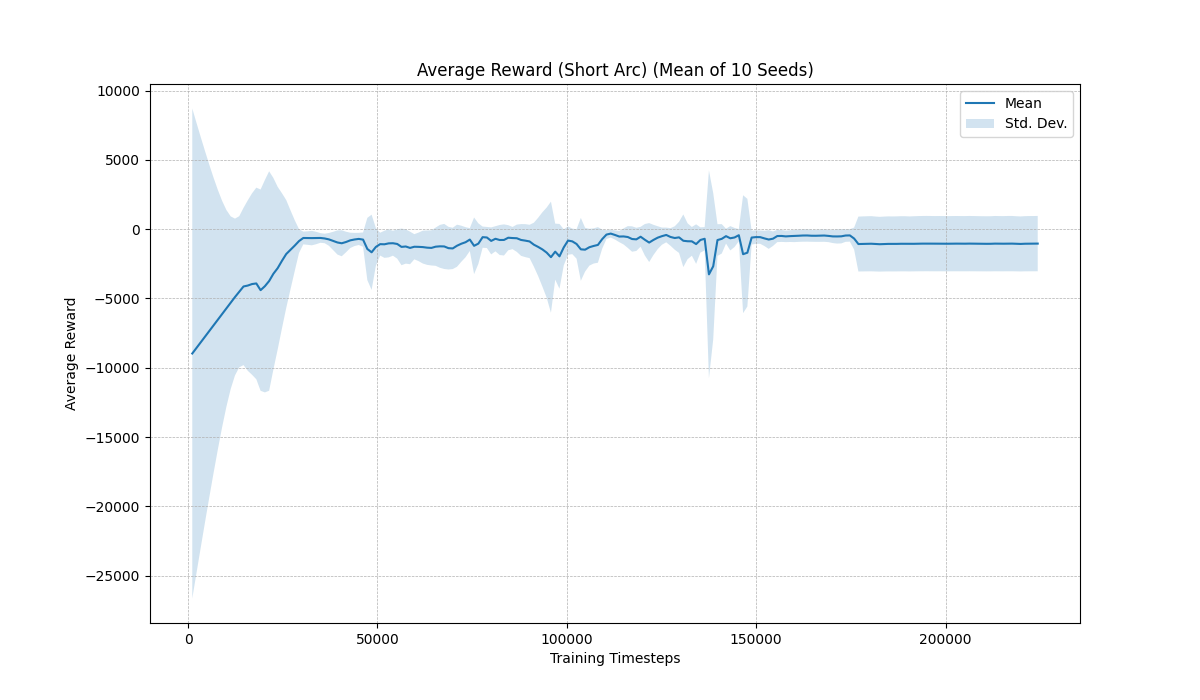 Average Reward (Short Arc) (Mean of 10 Seeds)
Mean
Std. Dev.
10000
5000
0
−5000
−10000
−15000
−20000
−25000
Average Reward
0
50000
100000
150000
200000
Training Timesteps